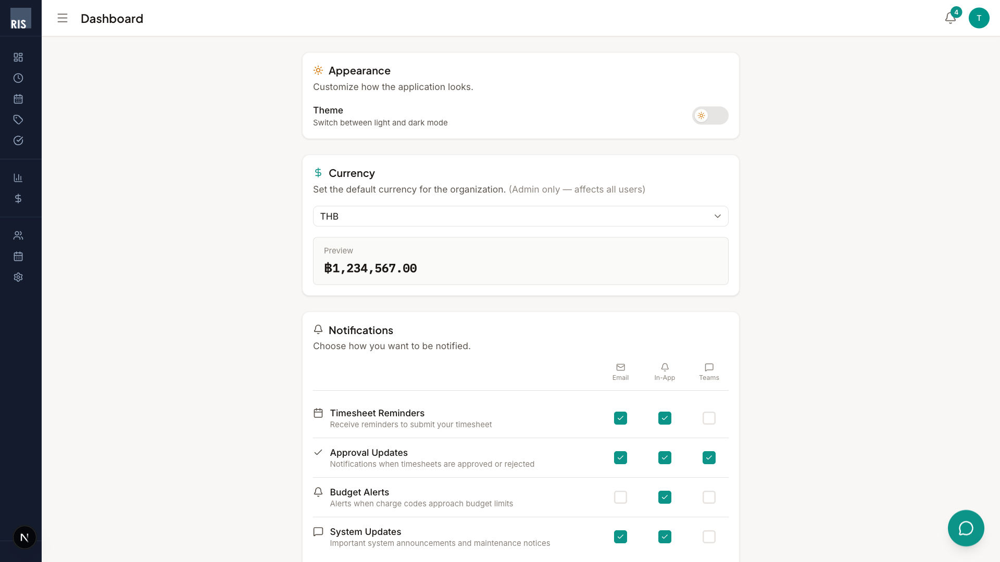 RIS
Dashboard
4
T
Appearance
Customize how the application looks.
Theme
Switch between light and dark mode
Currency
Set the default currency for the organization. (Admin only — affects all users)
THB
Preview
฿1,234,567.00
Notifications
Choose how you want to be notified.
Email In-App Teams
Timesheet Reminders
Receive reminders to submit your timesheet
Approval Updates
Notifications when timesheets are approved or rejected
Budget Alerts
Alerts when charge codes approach budget limits
System Updates
Important system announcements and maintenance notices
N